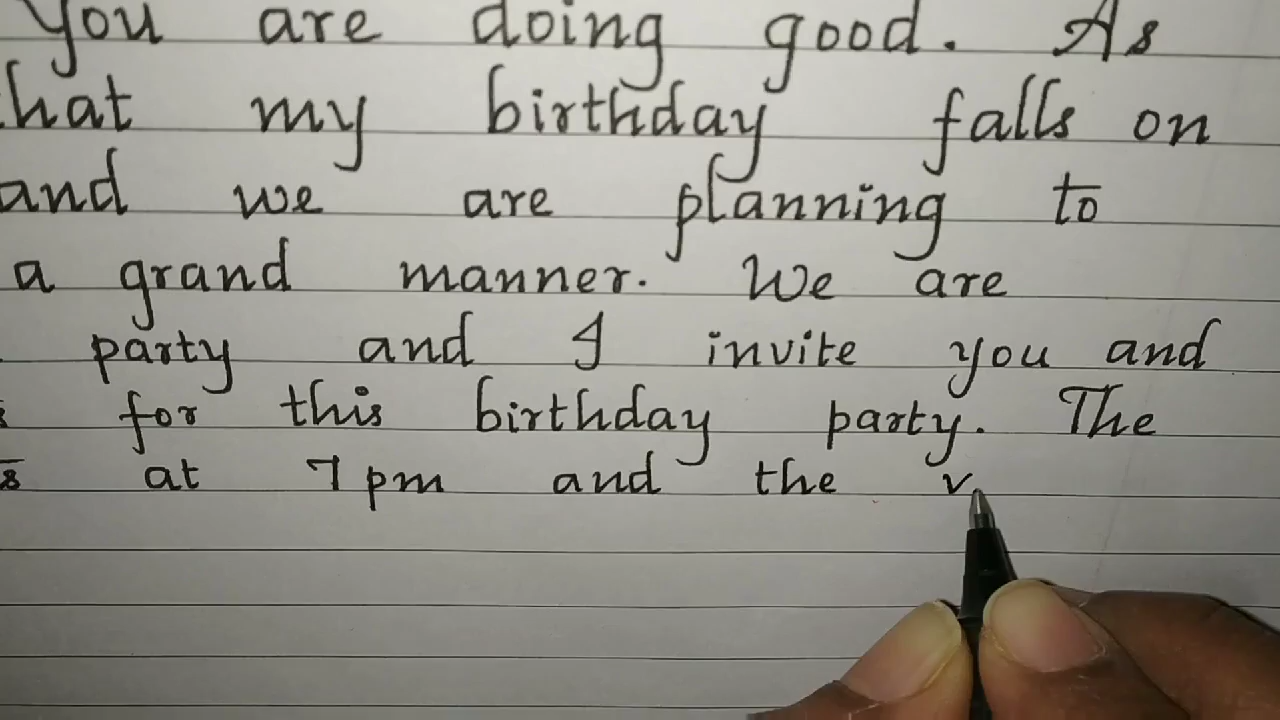 you are doing good. As
hat my birthday falls on
and we are planning to
a grand manner. We are
party and I invite you and
for this birthday party. The
at 7pm and the v